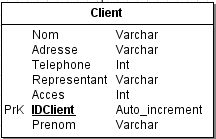 Client
Nom Varchar
Adresse Varchar
Telephone Int
Representant Varchar
Acces Int
PrK IDClient Auto_increment
Prenom Varchar